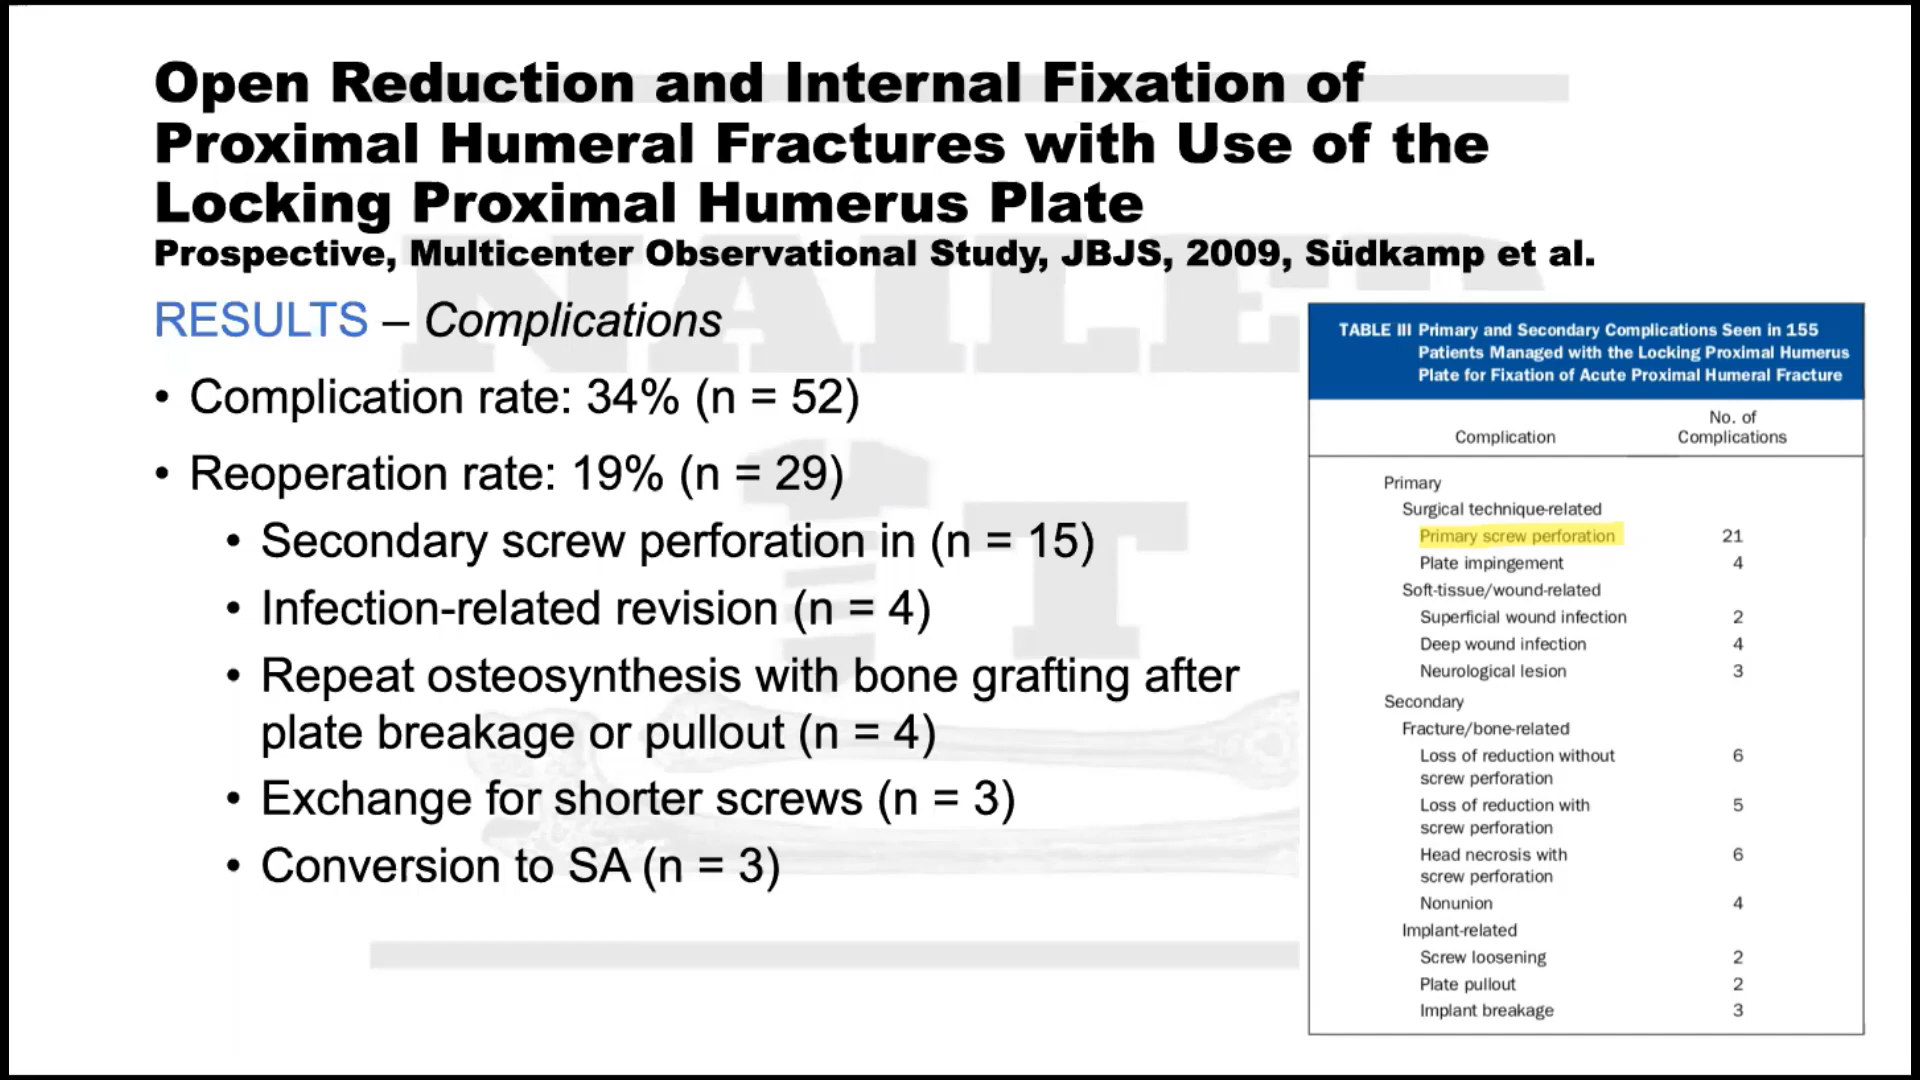 Open Reduction and Internal Fixation of
Proximal Humeral Fractures with Use of the
Locking Proximal Humerus Plate
Prospective, Multicenter Observational Study, JBJS, 2009, Südkamp et al.
RESULTS – Complications
• Complication rate: 34% (n = 52)
• Reoperation rate: 19% (n = 29)
• Secondary screw perforation in (n = 15)
• Infection-related revision (n = 4)
• Repeat osteosynthesis with bone grafting after
plate breakage or pullout (n = 4)
• Exchange for shorter screws (n = 3)
• Conversion to SA (n = 3)
TABLE III Primary and Secondary Complications Seen in 155
Patients Managed with the Locking Proximal Humerus
Plate for Fixation of Acute Proximal Humeral Fracture
No. of
Complication Complications
Primary
Surgical technique-related
Primary screw perforation 21
Plate impingement 4
Soft-tissue/wound-related
Superficial wound infection 2
Deep wound infection 4
Neurological lesion 3
Secondary
Fracture/bone-related
Loss of reduction without 6
screw perforation
Loss of reduction with 5
screw perforation
Head necrosis with 6
screw perforation
Nonunion 4
Implant-related
Screw loosening 2
Plate pullout 2
Implant breakage 3
NAILED
IT